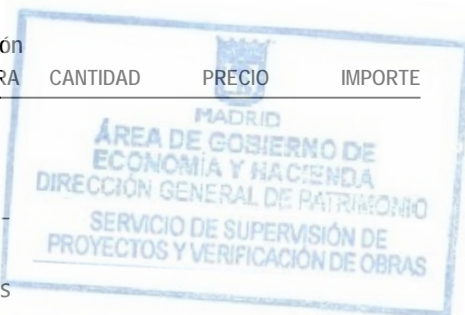 ón
RA CANTIDAD PRECIO IMPORTE
MADRID
ÁREA DE GOBIERNO DE
ECONOMÍA Y HACIENDA
DIRECCIÓN GENERAL DE PATRIMONIO
SERVICIO DE SUPERVISIÓN DE
PROYECTOS Y VERIFICACIÓN DE OBRAS
S